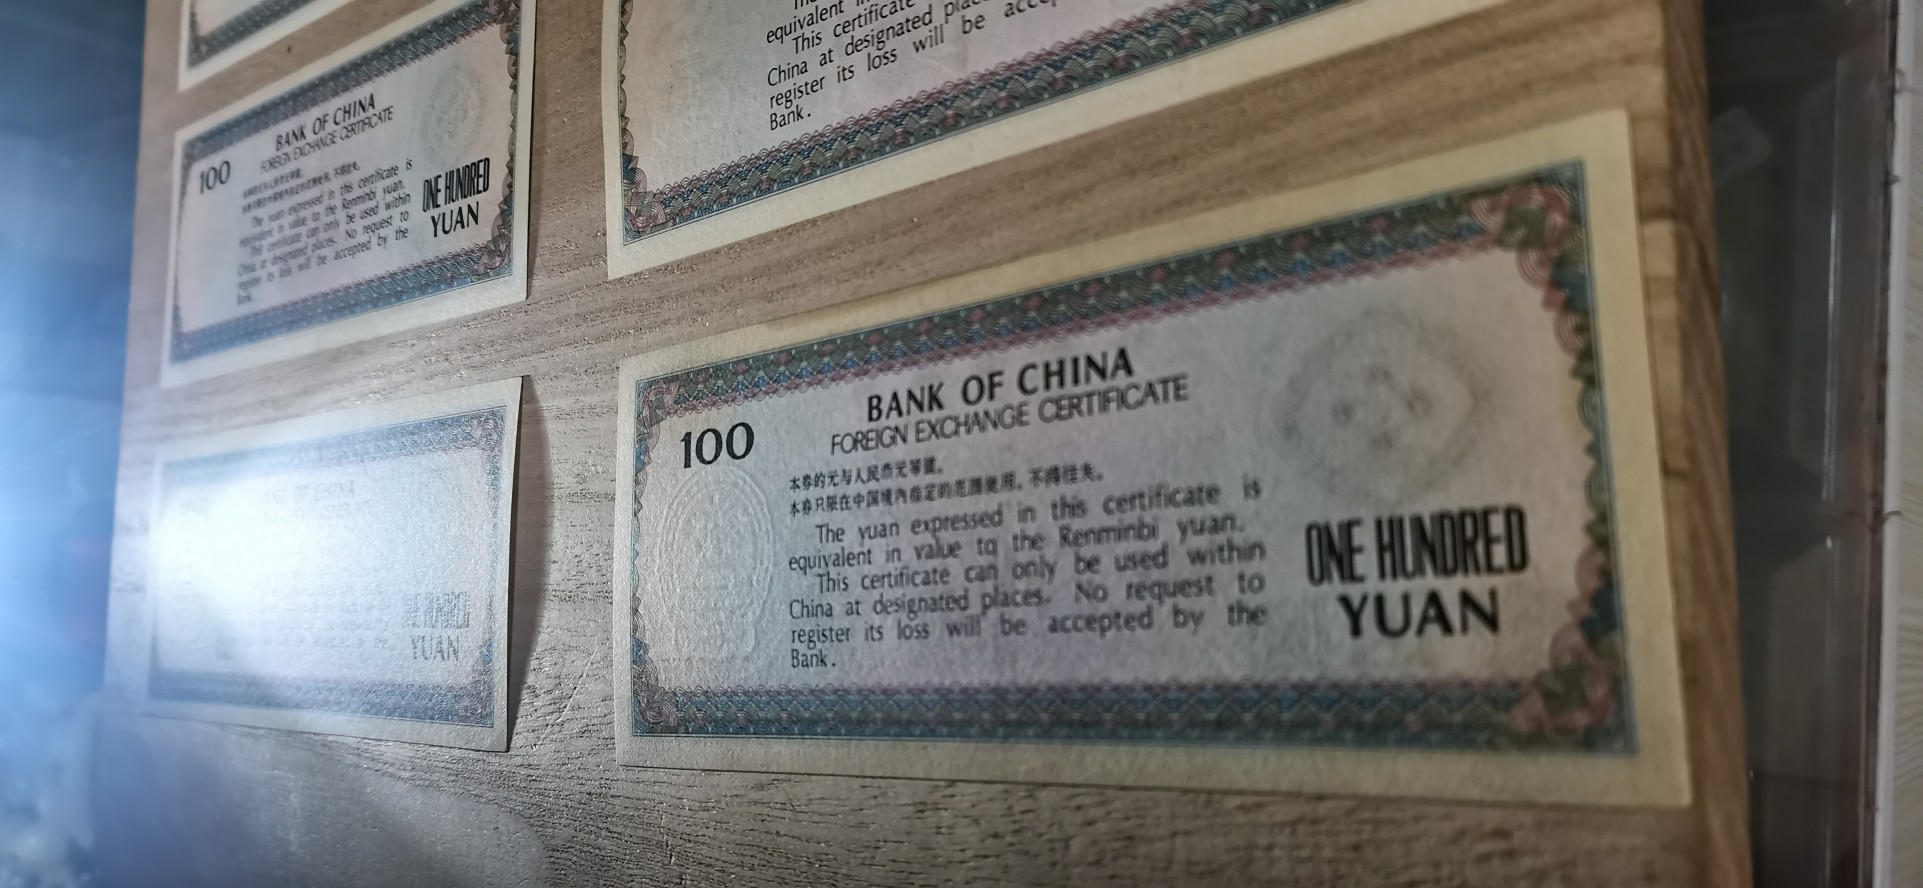 BANK OF CHINA
FOREIGN EXCHANGE CERTIFICATE
100
The yuan expressed in this certificate is
equivalent in value to the Renminbi yuan.
This certificate can only be used within
China at designated places. No request to
register its loss will be accepted by the
Bank.
ONE HUNDRED
YUAN
ONE HUNDRED
YUAN
equivalent in
This certificate
China at designated
register its loss will be
Bank.
BANK OF CHINA
FOREIGN EXCHANGE CERTIFICATE
100
本券的元与人民币元等值。
本券只限在中国境内指定的范围使用,不得挂失。
The yuan expressed in this certificate is
equivalent in value to the Renminbi yuan.
This certificate can only be used within
China at designated places. No request to
register its loss will be accepted by the
Bank.
ONE HUNDRED
YUAN